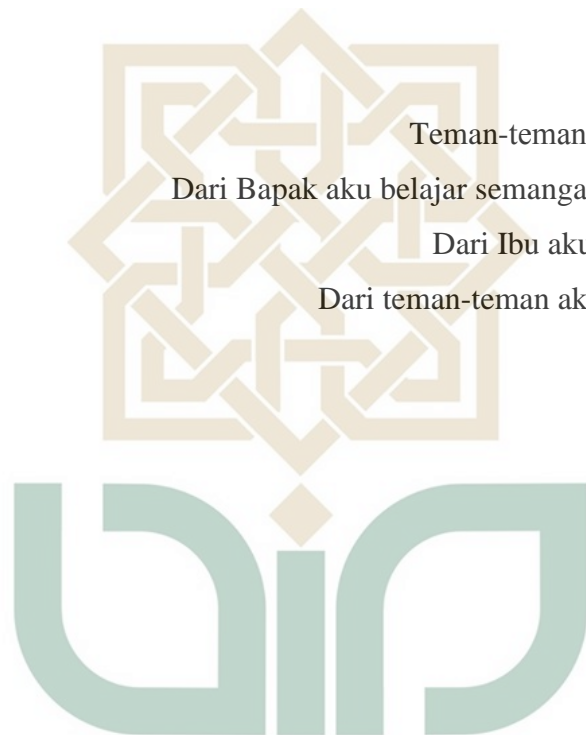 Teman-teman
Dari Bapak aku belajar semanga
Dari Ibu aku
Dari teman-teman ak